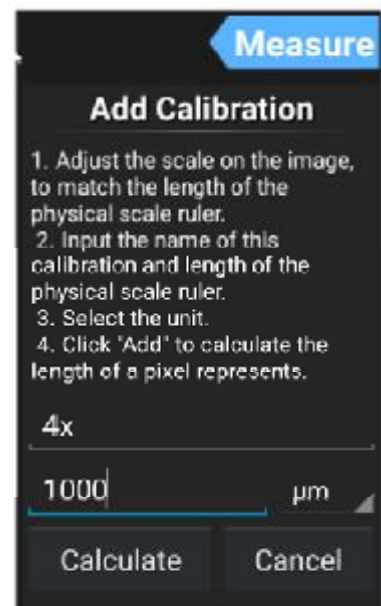 Measure
Add Calibration
1. Adjust the scale on the image,
to match the length of the
physical scale ruler.
2. Input the name of this
calibration and length of the
physical scale ruler.
3. Select the unit.
4. Click "Add" to calculate the
length of a pixel represents.
4x
1000 μm
Calculate Cancel